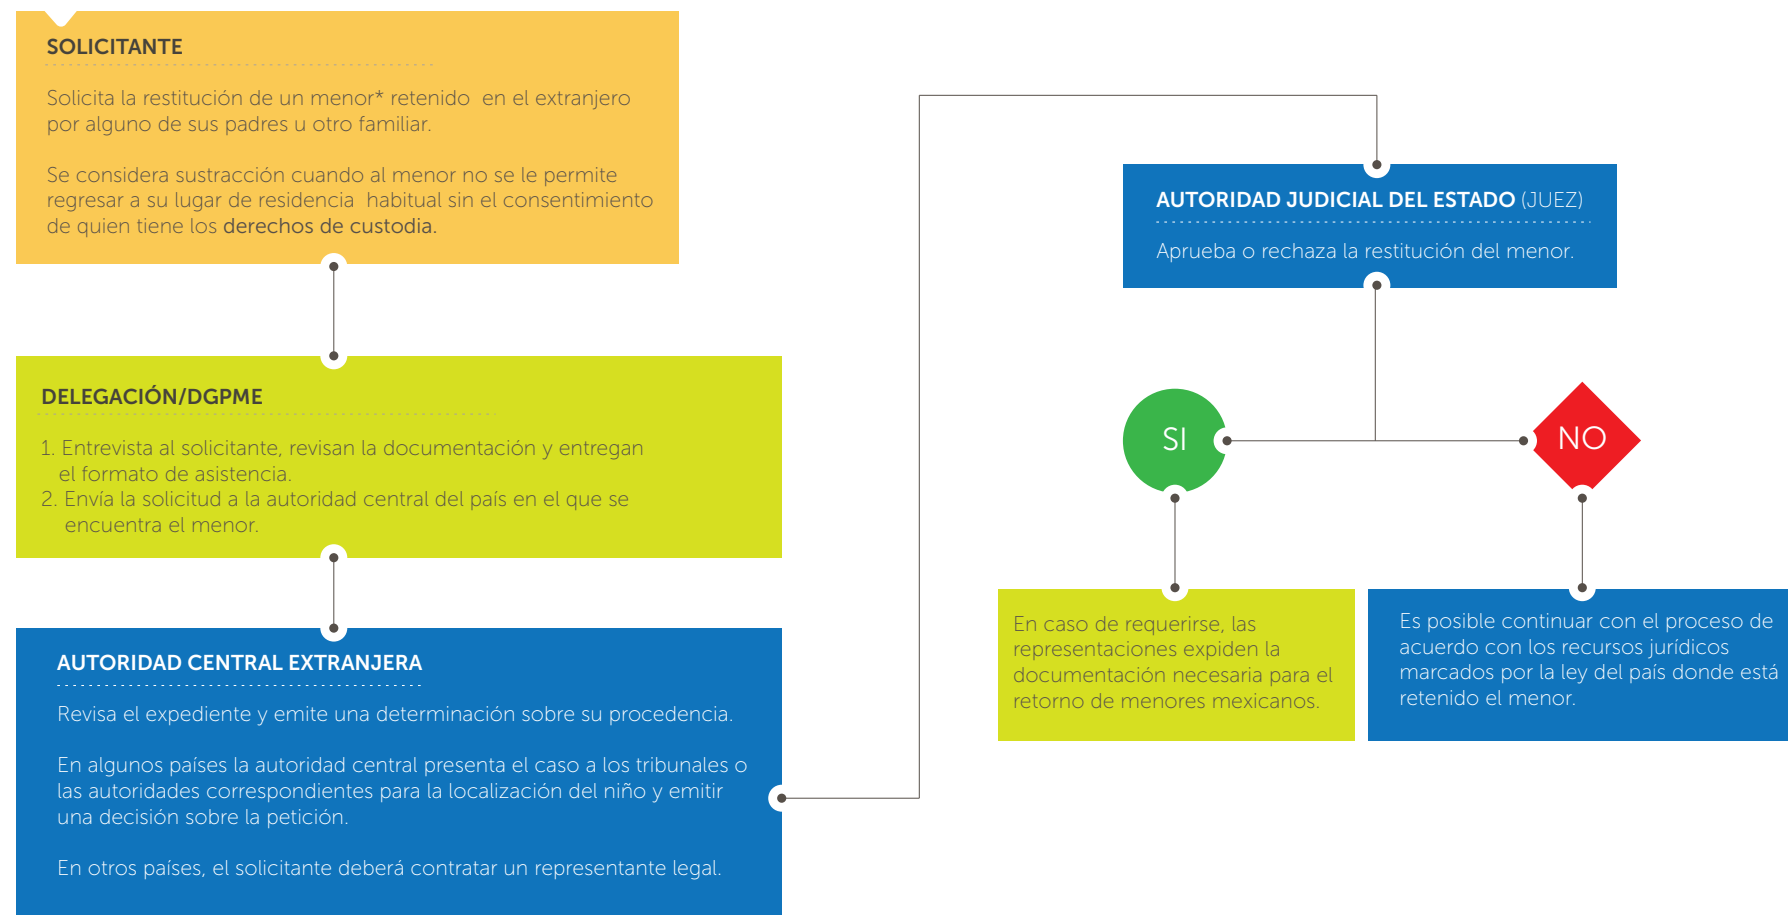 SOLICITANTE
Solicita la restitución de un menor* retenido en el extranjero
por alguno de sus padres u otro familiar.
Se considera sustracción cuando al menor no se le permite
regresar a su lugar de residencia habitual sin el consentimiento
de quien tiene los derechos de custodia.
DELEGACIÓN/DGPME
1. Entrevista al solicitante, revisan la documentación y entregan
el formato de asistencia.
2. Envía la solicitud a la autoridad central del país en el que se
encuentra el menor.
AUTORIDAD CENTRAL EXTRANJERA
Revisa el expediente y emite una determinación sobre su procedencia.
En algunos países la autoridad central presenta el caso a los tribunales o
las autoridades correspondientes para la localización del niño y emitir
una decisión sobre la petición.
En otros países, el solicitante deberá contratar un representante legal.
AUTORIDAD JUDICIAL DEL ESTADO (JUEZ)
Aprueba o rechaza la restitución del menor.
SI
NO
En caso de requerirse, las
representaciones expiden la
documentación necesaria para el
retorno de menores mexicanos.
Es posible continuar con el proceso de
acuerdo con los recursos jurídicos
marcados por la ley del país donde está
retenido el menor.